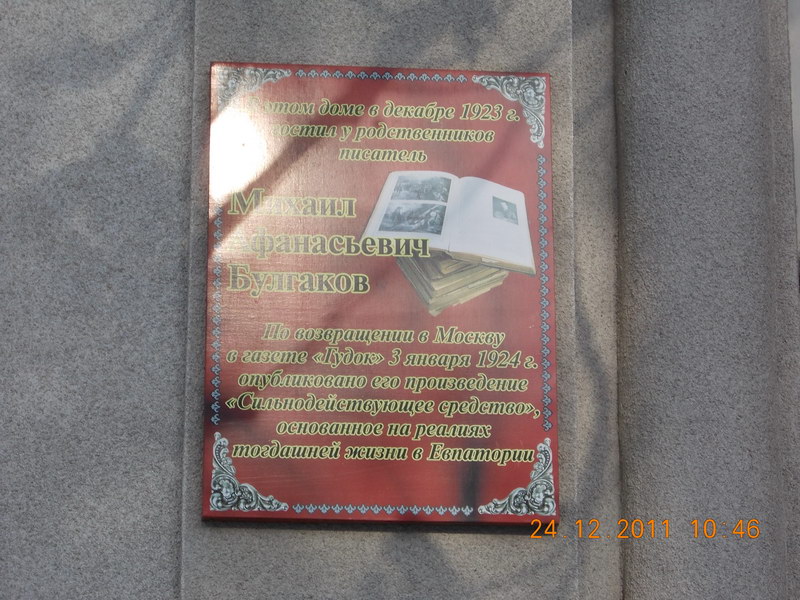 В этом доме в декабре 1923 г.
гостил у родственников
писатель
Михаил
Афанасьевич
Булгаков
По возвращении в Москву
в газете «Гудок» 3 января 1924 г.
опубликовано его произведение
«Сильнодействующее средство»,
основанное на реалиях
тогдашней жизни в Евпатории
24.12.2011 10:46